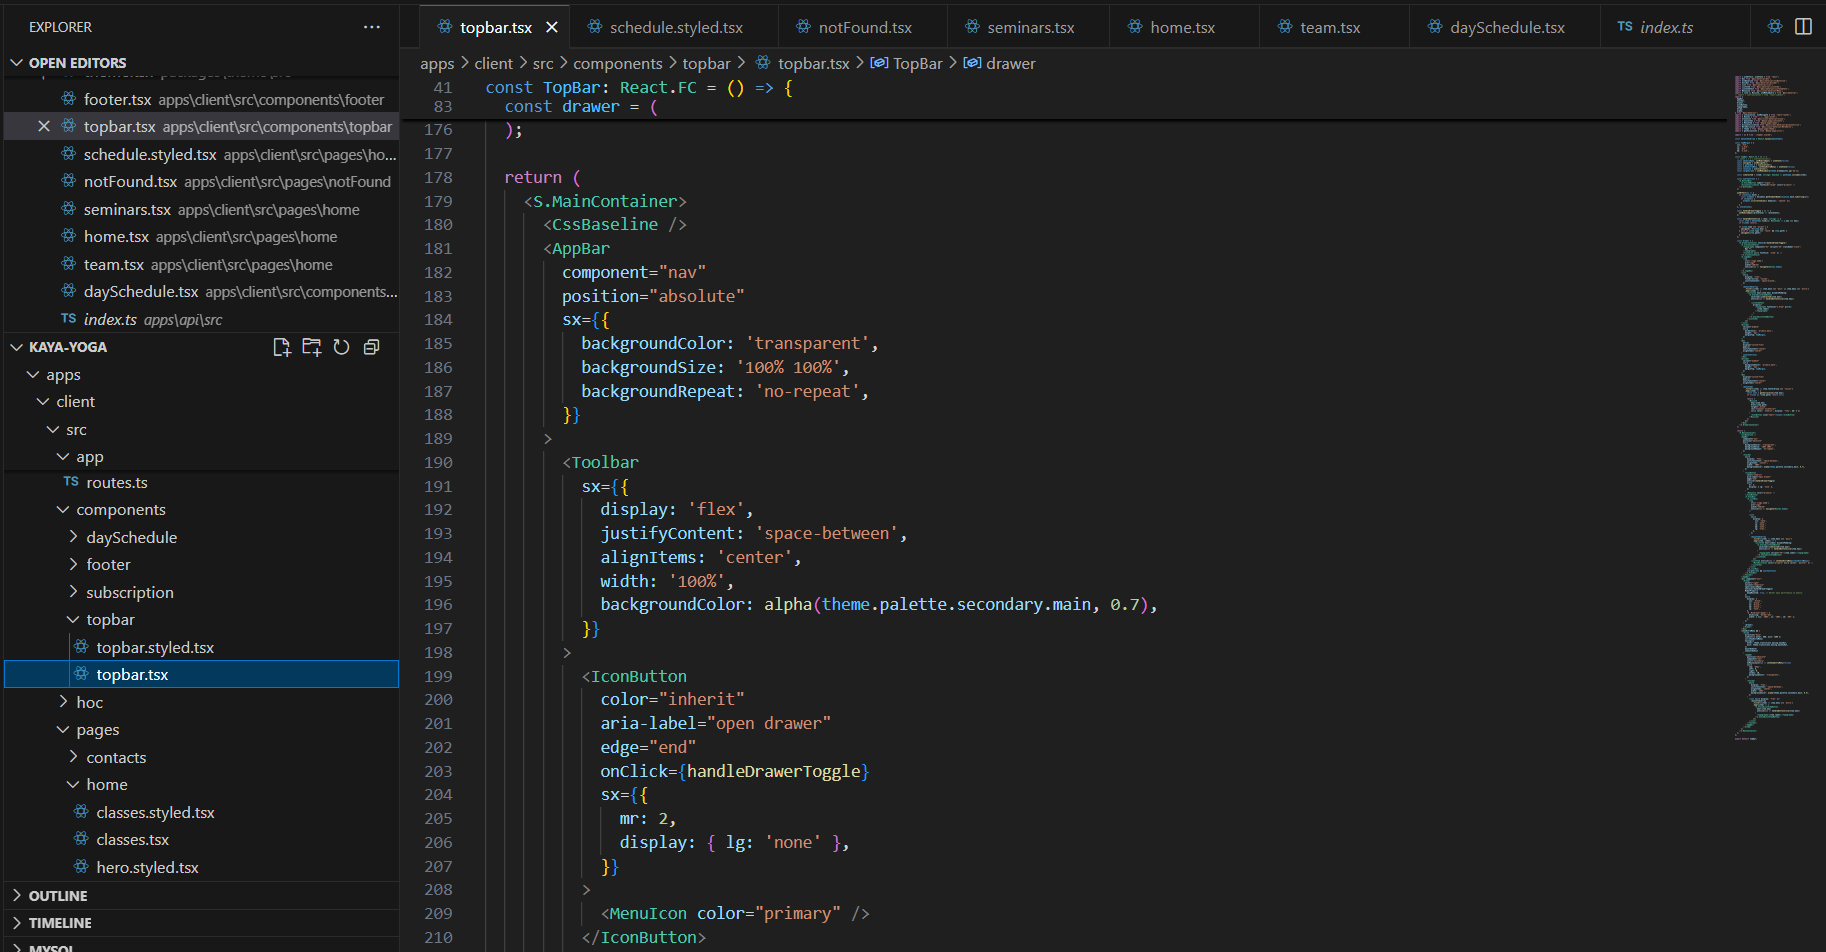 EXPLORER
OPEN EDITORS
footer.tsx apps\client\src\components\footer
topbar.tsx apps\client\src\components\topbar
schedule.styled.tsx apps\client\src\pages\ho...
notFound.tsx apps\client\src\pages\notFound
seminars.tsx apps\client\src\pages\home
home.tsx apps\client\src\pages\home
team.tsx apps\client\src\pages\home
daySchedule.tsx apps\client\src\components...
TS index.ts apps\api\src
KAYA-YOGA
apps
client
src
app
TS routes.ts
components
daySchedule
footer
subscription
topbar
topbar.styled.tsx
topbar.tsx
hoc
pages
contacts
home
classes.styled.tsx
classes.tsx
hero.styled.tsx
OUTLINE
TIMELINE
MYSQL
topbar.tsx schedule.styled.tsx notFound.tsx seminars.tsx home.tsx team.tsx daySchedule.tsx TS index.ts
apps > client > src > components > topbar > topbar.tsx > TopBar > drawer
41 const TopBar: React.FC = () => {
83 const drawer = (
176 );
177
178 return (
179 <S.MainContainer>
180 <CssBaseline />
181 <AppBar
182 component="nav"
183 position="absolute"
184 sx={{
185 backgroundColor: 'transparent',
186 backgroundSize: '100% 100%',
187 backgroundRepeat: 'no-repeat',
188 }}
189 >
190 <Toolbar
191 sx={{
192 display: 'flex',
193 justifyContent: 'space-between',
194 alignItems: 'center',
195 width: '100%',
196 backgroundColor: alpha(theme.palette.secondary.main, 0.7),
197 }}
198 >
199 <IconButton
200 color="inherit"
201 aria-label="open drawer"
202 edge="end"
203 onClick={handleDrawerToggle}
204 sx={{
205 mr: 2,
206 display: { lg: 'none' },
207 }}
208 >
209 <MenuIcon color="primary" />
210 </IconButton>